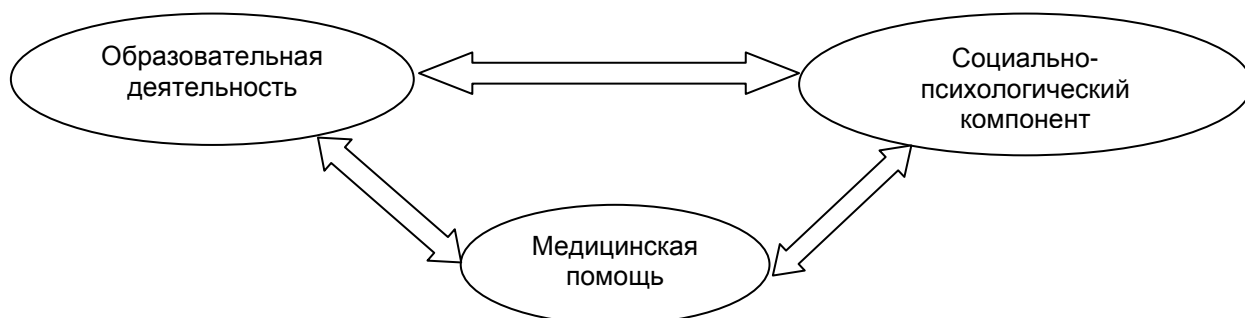 Образовательная
деятельность
Социально-
психологический
компонент
Медицинская
помощь